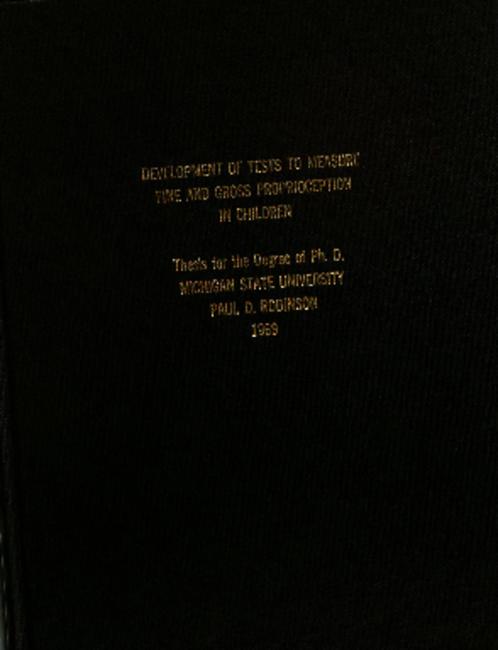 DEVELOPMENT OF TESTS TO MEASURE
FINE AND GROSS PROPRIOCEPTION
IN CHILDREN
Thesis for the Degree of Ph. D.
MICHIGAN STATE UNIVERSITY
PAUL D. ROBINSON
1969